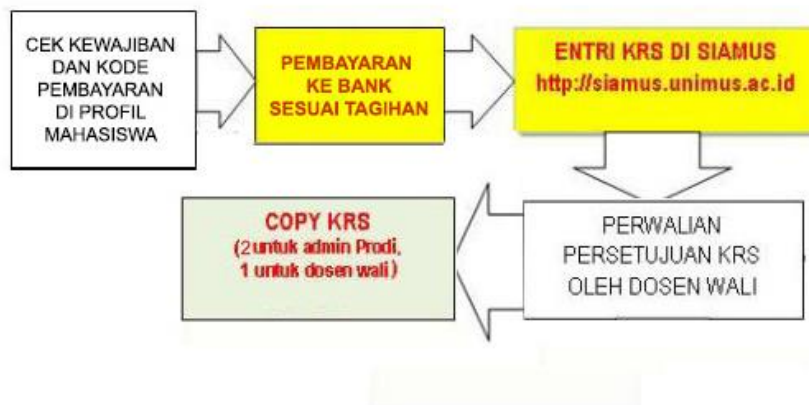 CEK KEWAJIBAN
DAN KODE
PEMBAYARAN
DI PROFIL
MAHASISWA
PEMBAYARAN
KE BANK
SESUAI TAGIHAN
ENTRI KRS DI SIAMUS
http://siamus.unimus.ac.id
PERWALIAN
PERSETUJUAN KRS
OLEH DOSEN WALI
COPY KRS
(2 untuk admin Prodi,
1 untuk dosen wali)